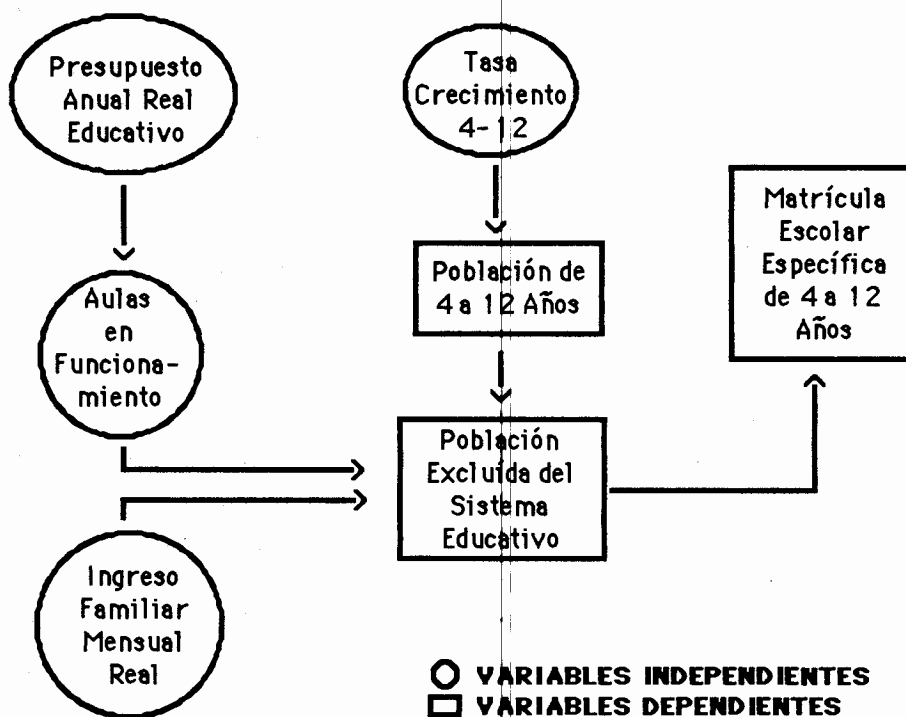 Presupuesto
Anual Real
Educativo
Tasa
Crecimiento
4-12
Matrícula
Escolar
Específica
de 4 a 12
Años
Población de
4 a 12 Años
Aulas
en
Funciona-
miento
Población
Excluída del
Sistema
Educativo
Ingreso
Familiar
Mensual
Real
VARIABLES INDEPENDIENTES
VARIABLES DEPENDIENTES